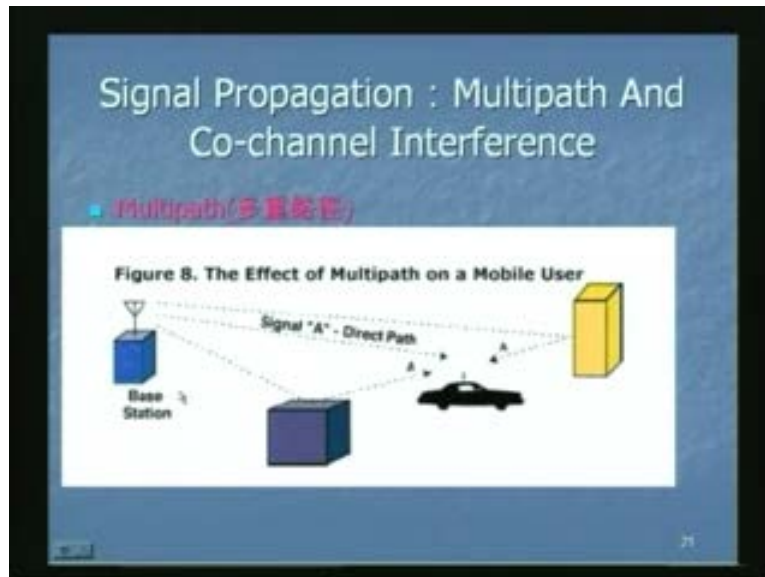 Signal Propagation : Multipath And
Co-channel Interference
Multipath(多重路徑)
Figure 8. The Effect of Multipath on a Mobile User
Signal "A" - Direct Path
A
A
Base
Station